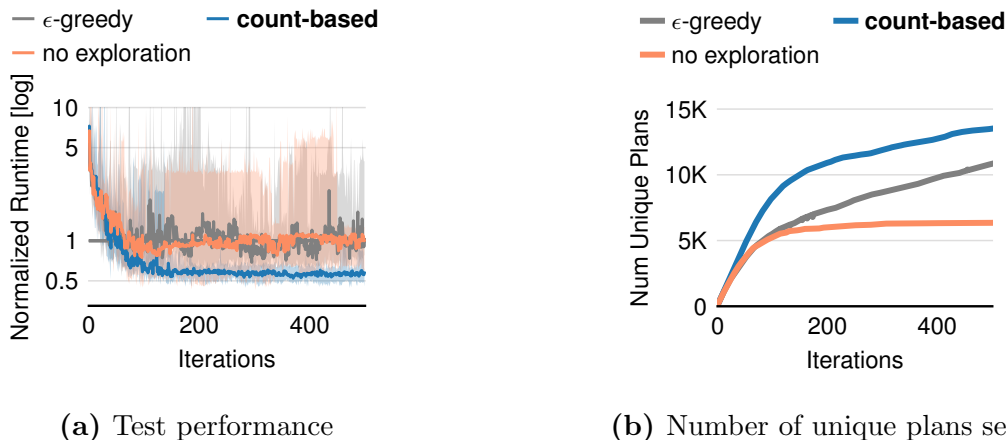 ϵ-greedy count-based
no exploration
Normalized Runtime [log]
10
5
1
0.5
0 200 400
Iterations
(a) Test performance
ϵ-greedy count-based
no exploration
Num Unique Plans
15K
10K
5K
0
0 200 400
Iterations
(b) Number of unique plans se